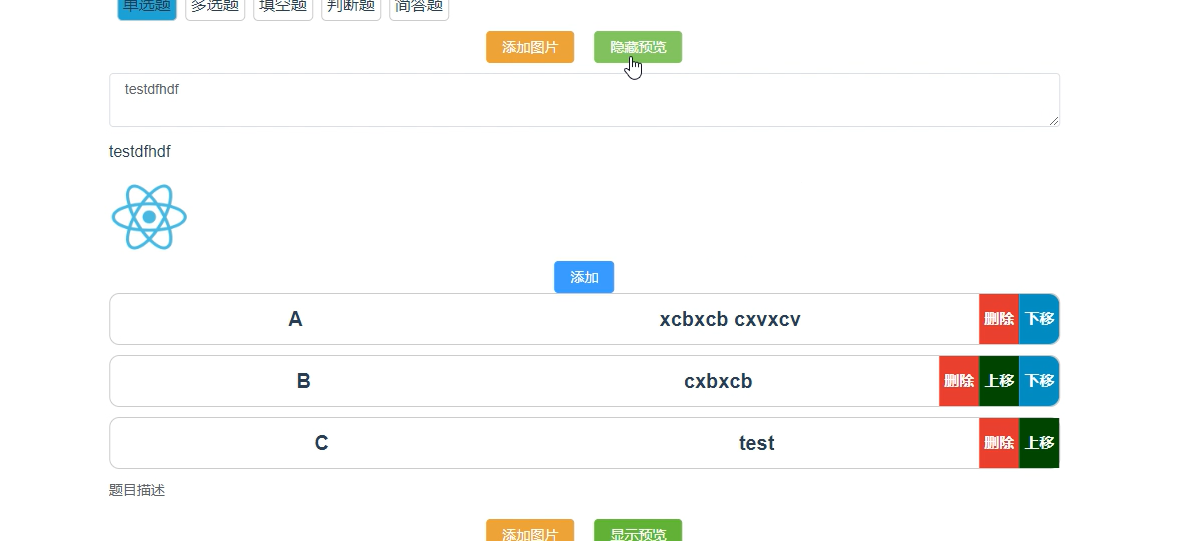 单选题 多选题 填空题 判断题 简答题
添加图片 隐藏预览
testdfhdf
testdfhdf
添加
A xcbxcb cxvxcv 删除 下移
B cxbxcb 删除 上移 下移
C test 删除 上移
题目描述
添加图片 显示预览